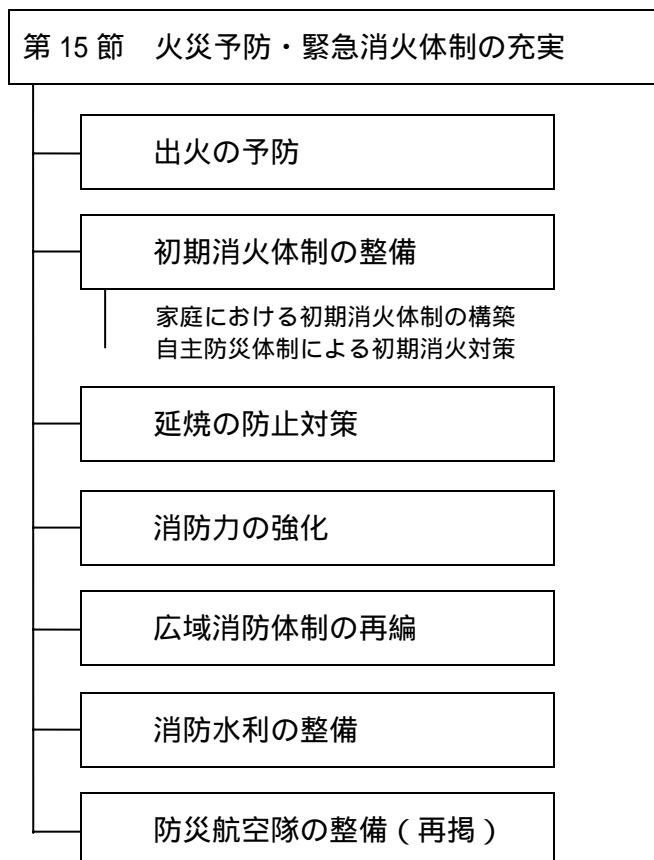 第 15 節　火災予防・緊急消火体制の充実
出火の予防
初期消火体制の整備
家庭における初期消火体制の構築
自主防災体制による初期消火対策
延焼の防止対策
消防力の強化
広域消防体制の再編
消防水利の整備
防災航空隊の整備（再掲）